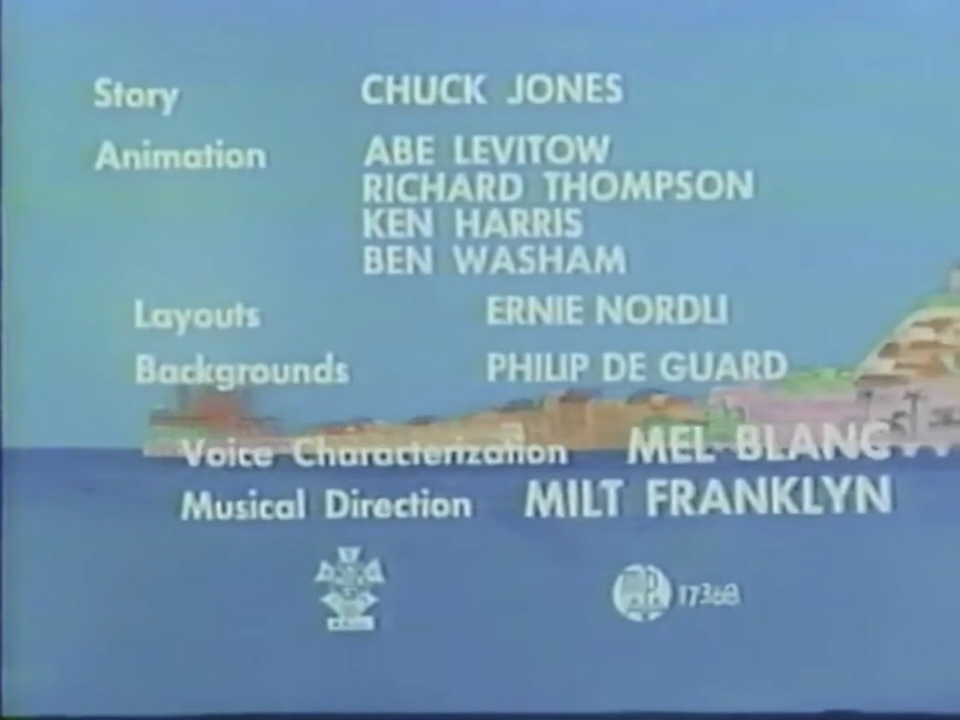 Story CHUCK JONES
Animation ABE LEVITOW
RICHARD THOMPSON
KEN HARRIS
BEN WASHAM
Layouts ERNIE NORDLI
Backgrounds PHILIP DE GUARD
Voice Characterization MEL BLANC
Musical Direction MILT FRANKLYN